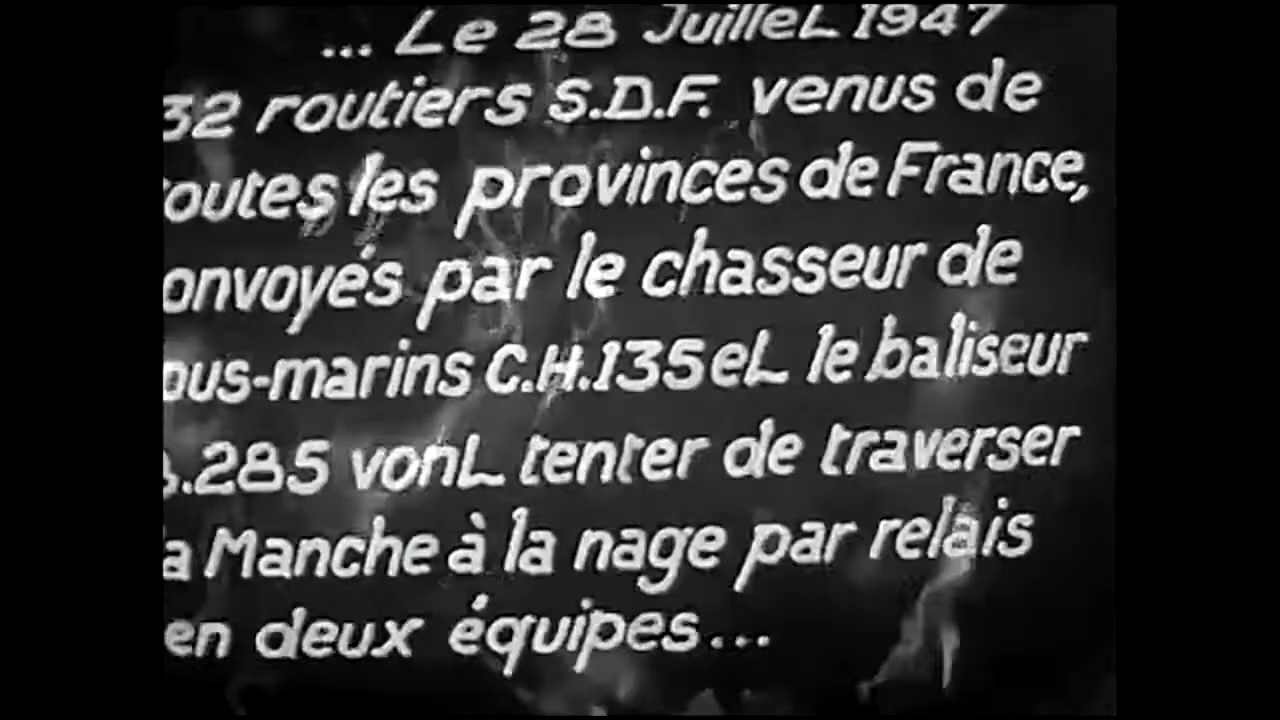 ... Le 28 Juillet 1947
32 routiers S.D.F. venus de
outes les provinces de France,
onvoyés par le chasseur de
ous-marins C.H.135 et le baliseur
.285 vont tenter de traverser
a Manche à la nage par relais
en deux équipes...